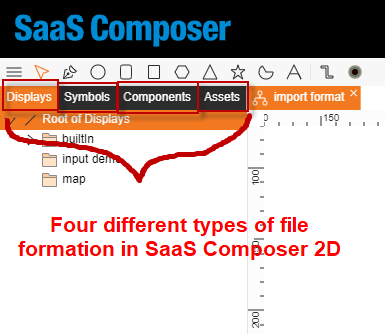 SaaS Composer
Displays Symbols Components Assets import format ×
Root of Displays
0 150
builtIn
input demo
map
100
Four different types of file
formation in SaaS Composer 2D
200